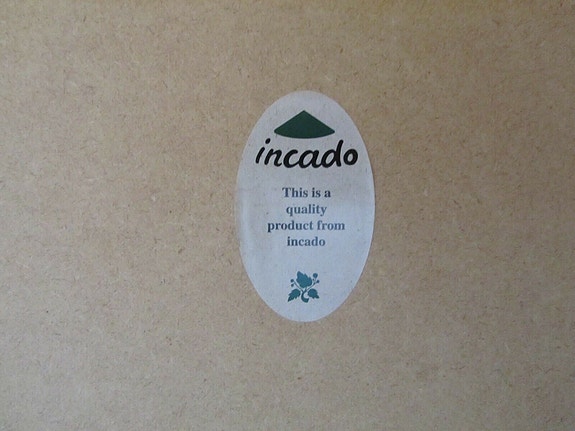 incado
This is a
quality
product from
incado